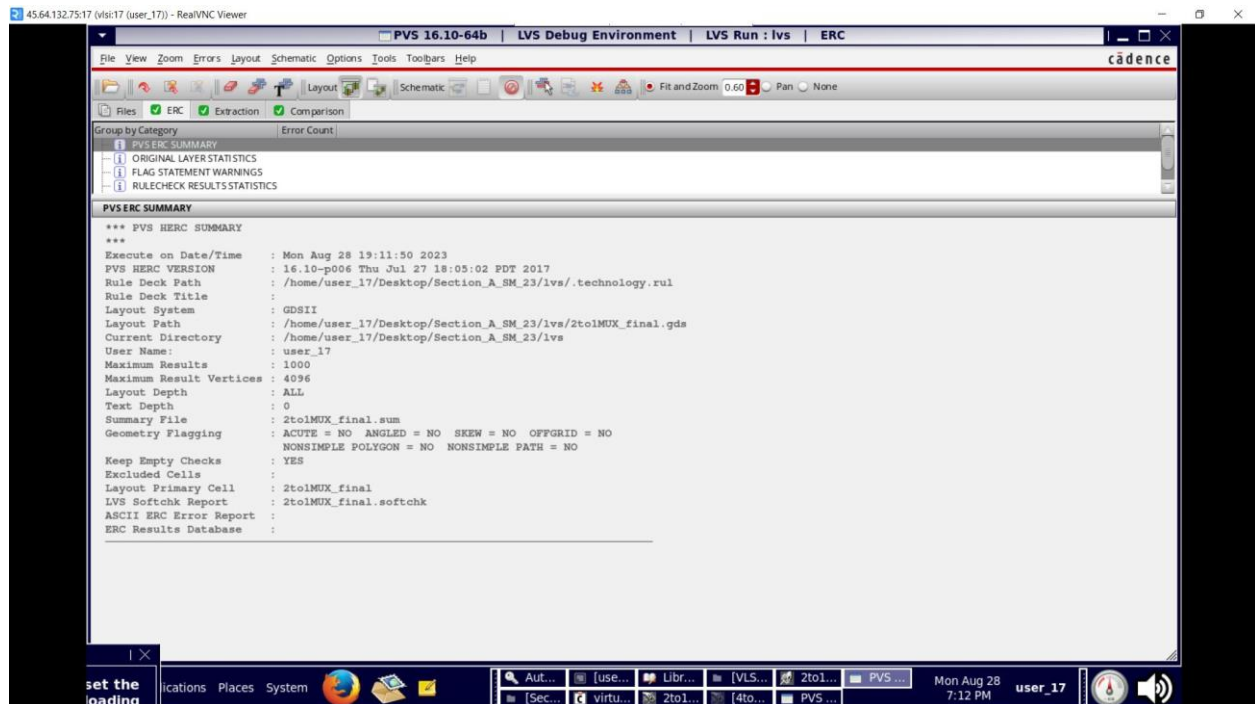 45.64.132.75:17 (vlsi:17 (user_17)) - RealVNC Viewer
PVS 16.10-64b | LVS Debug Environment | LVS Run : lvs | ERC
File View Zoom Errors Layout Schematic Options Tools Toolbars Help
cādence
Layout Schematic Fit and Zoom 0.60 Pan None
Files ERC Extraction Comparison
Group by Category Error Count
PVS ERC SUMMARY
ORIGINAL LAYER STATISTICS
FLAG STATEMENT WARNINGS
RULECHECK RESULTS STATISTICS
PVS ERC SUMMARY
*** PVS HERC SUMMARY
***
Execute on Date/Time : Mon Aug 28 19:11:50 2023
PVS HERC VERSION : 16.10-p006 Thu Jul 27 18:05:02 PDT 2017
Rule Deck Path : /home/user_17/Desktop/Section_A_SM_23/lvs/.technology.rul
Rule Deck Title :
Layout System : GDSII
Layout Path : /home/user_17/Desktop/Section_A_SM_23/lvs/2to1MUX_final.gds
Current Directory : /home/user_17/Desktop/Section_A_SM_23/lvs
User Name: : user_17
Maximum Results : 1000
Maximum Result Vertices : 4096
Layout Depth : ALL
Text Depth : 0
Summary File : 2to1MUX_final.sum
Geometry Flagging : ACUTE = NO ANGLED = NO SKEW = NO OFFGRID = NO
NONSIMPLE POLYGON = NO NONSIMPLE PATH = NO
Keep Empty Checks : YES
Excluded Cells :
Layout Primary Cell : 2to1MUX_final
LVS Softchk Report : 2to1MUX_final.softchk
ASCII ERC Error Report :
ERC Results Database :
set the
loading
ications Places System
Aut... [use... Libr... [VLS... 2to1... PVS ...
[Sec... virtu... 2to1... [4to... PVS ...
Mon Aug 28
7:12 PM
user_17